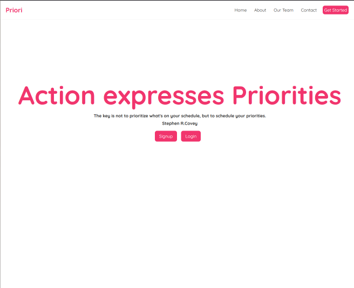 Priori
Home About Our Team Contact Get Started
Action expresses Priorities
The key is not to prioritise what's on your schedule, but to schedule your priorities.
Stephen R.Covey.
Signup Login